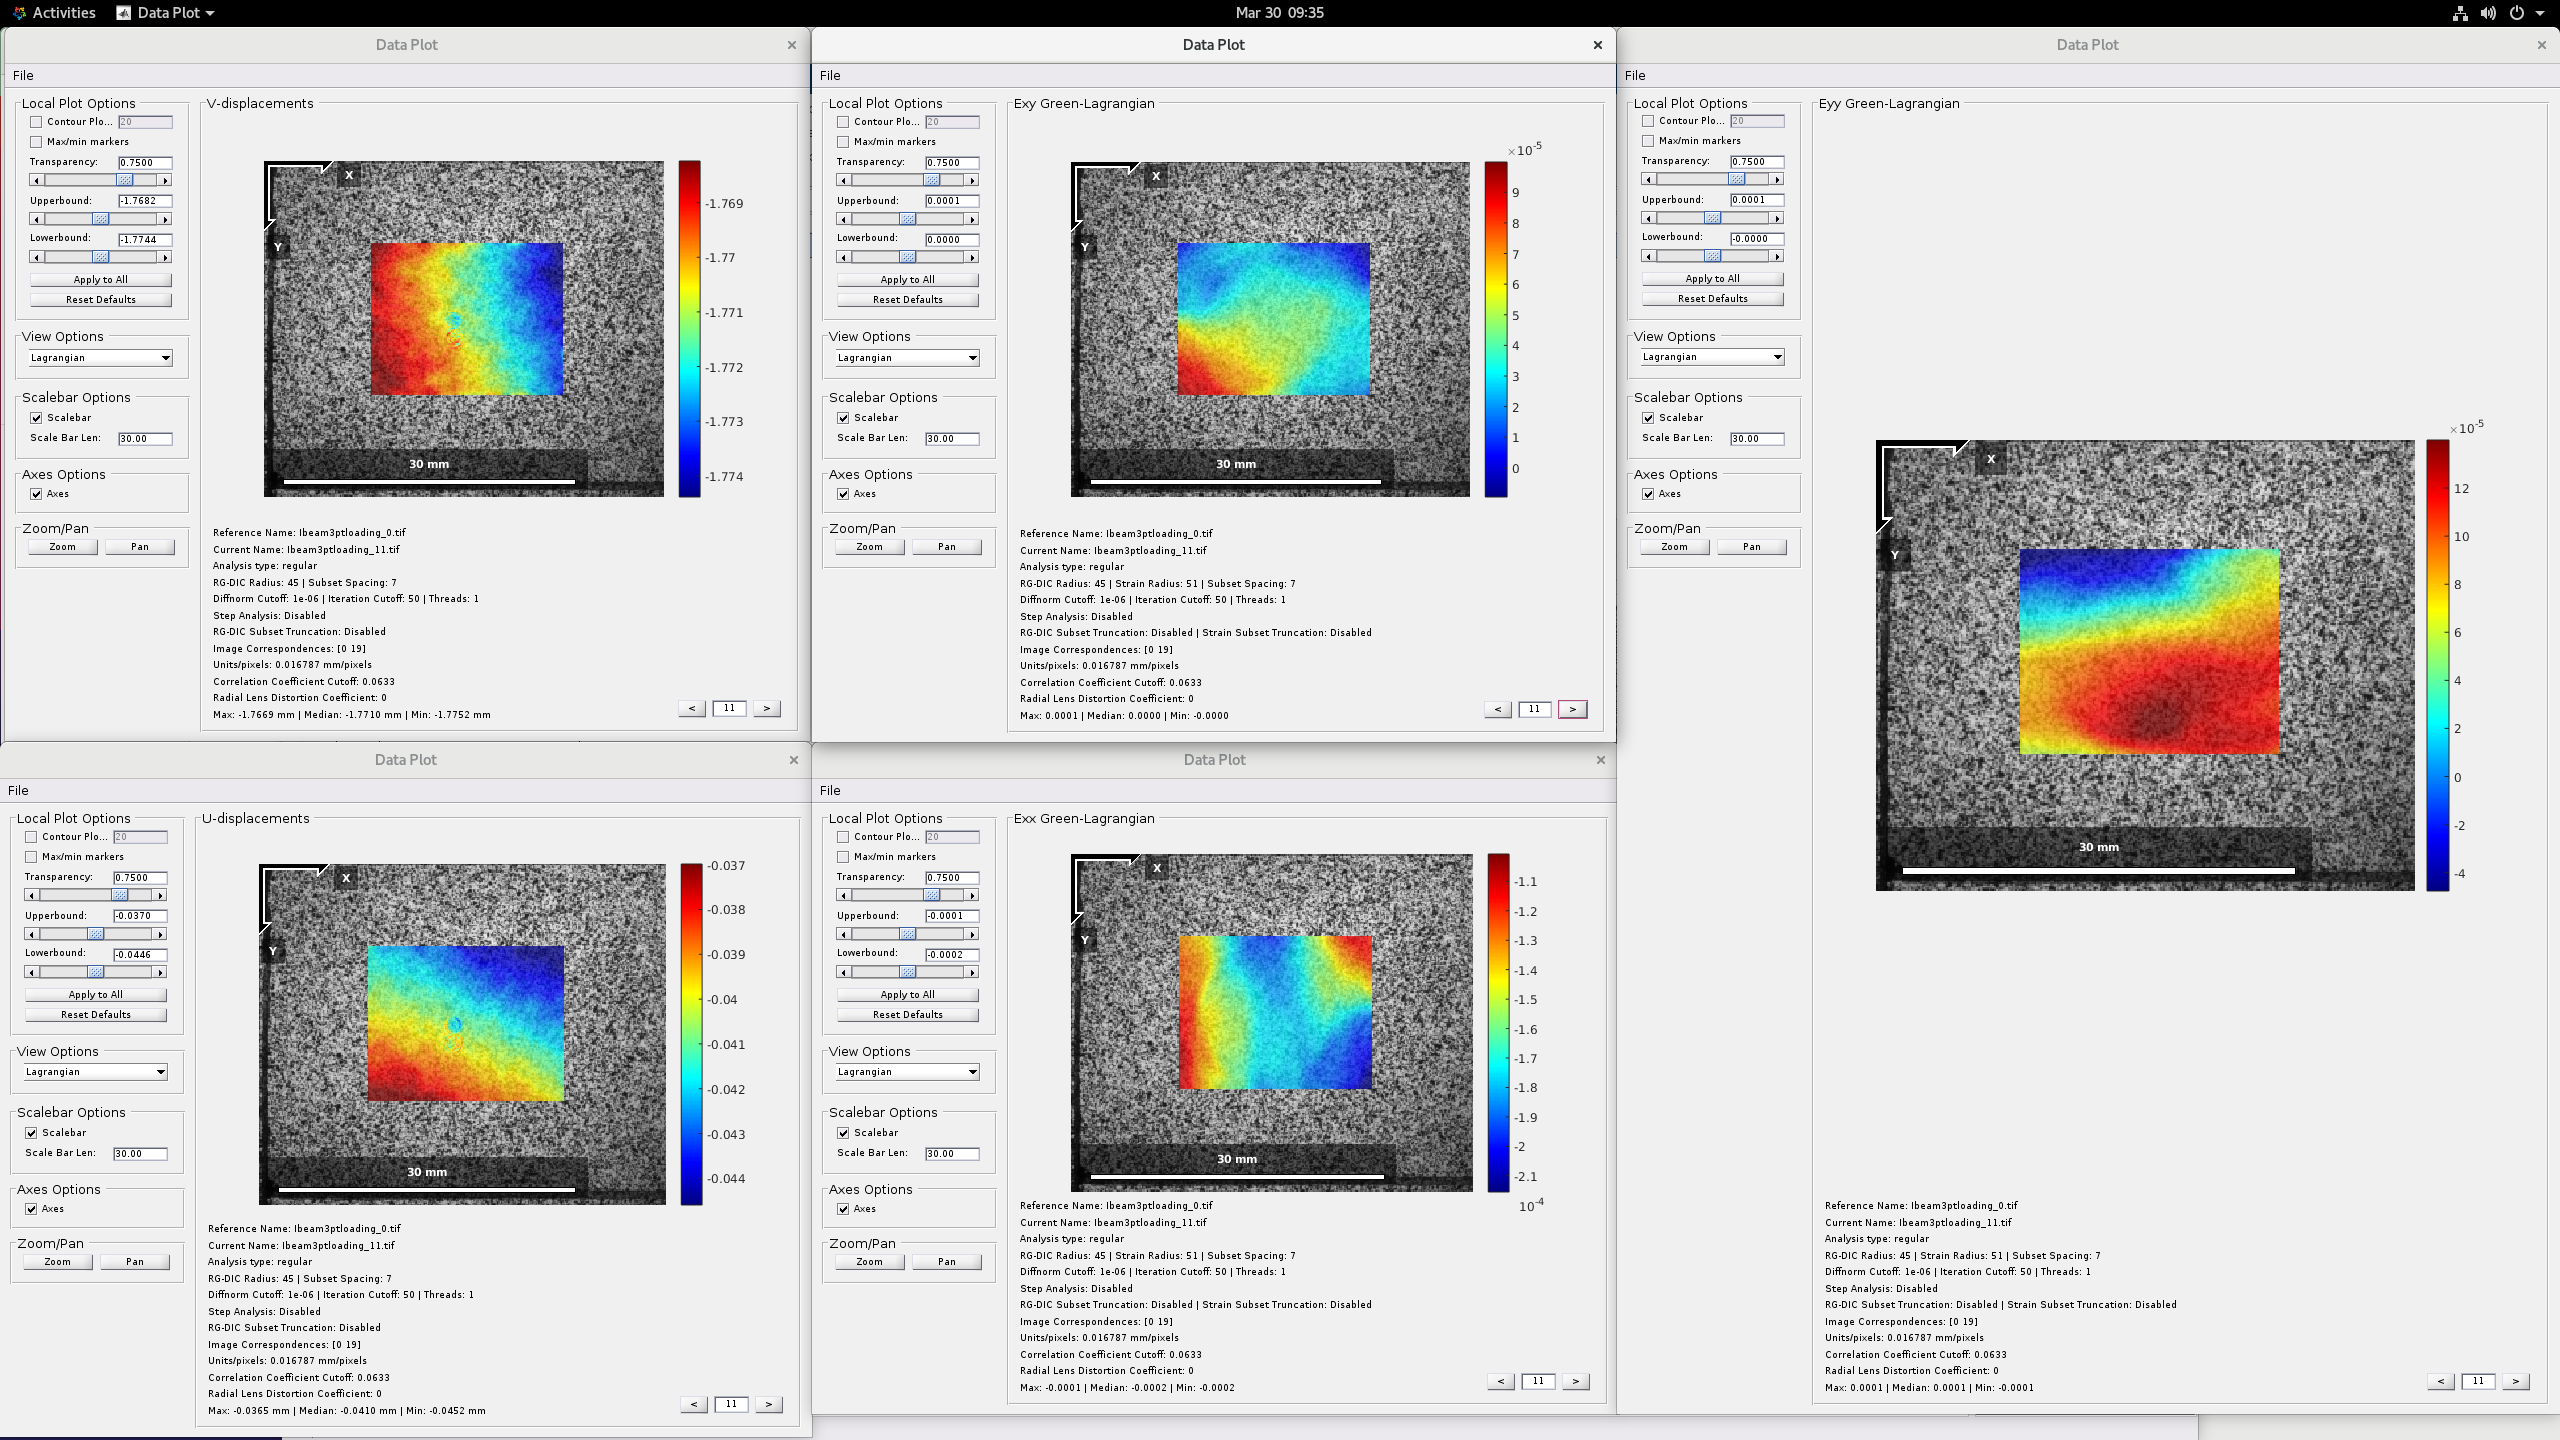 Activities
Data Plot
Mar 30 09:35
Data Plot
File
Local Plot Options
Contour Plo... 20
Max/min markers
Transparency: 0.7500
Upperbound: -1.7682
Lowerbound: -1.7744
Apply to All
Reset Defaults
View Options
Lagrangian
Scalebar Options
Scalebar
Scale Bar Len: 30.00
Axes Options
Axes
Zoom/Pan
Zoom Pan
V-displacements
X
Y
30 mm
-1.769
-1.77
-1.771
-1.772
-1.773
-1.774
Reference Name: Ibeam3ptloading_0.tif
Current Name: Ibeam3ptloading_11.tif
Analysis type: regular
RG-DIC Radius: 45 | Subset Spacing: 7
Diffnorm Cutoff: 1e-06 | Iteration Cutoff: 50 | Threads: 1
Step Analysis: Disabled
RG-DIC Subset Truncation: Disabled
Image Correspondences: [0 19]
Units/pixels: 0.016787 mm/pixels
Correlation Coefficient Cutoff: 0.0633
Radial Lens Distortion Coefficient: 0
Max: -1.7669 mm | Median: -1.7710 mm | Min: -1.7752 mm
< 11 >
Data Plot
File
Local Plot Options
Contour Plo... 20
Max/min markers
Transparency: 0.7500
Upperbound: 0.0001
Lowerbound: 0.0000
Apply to All
Reset Defaults
View Options
Lagrangian
Scalebar Options
Scalebar
Scale Bar Len: 30.00
Axes Options
Axes
Zoom/Pan
Zoom Pan
Exy Green-Lagrangian
X
Y
30 mm
×10-5
9
8
7
6
5
4
3
2
1
0
Reference Name: Ibeam3ptloading_0.tif
Current Name: Ibeam3ptloading_11.tif
Analysis type: regular
RG-DIC Radius: 45 | Strain Radius: 51 | Subset Spacing: 7
Diffnorm Cutoff: 1e-06 | Iteration Cutoff: 50 | Threads: 1
Step Analysis: Disabled
RG-DIC Subset Truncation: Disabled | Strain Subset Truncation: Disabled
Image Correspondences: [0 19]
Units/pixels: 0.016787 mm/pixels
Correlation Coefficient Cutoff: 0.0633
Radial Lens Distortion Coefficient: 0
Max: 0.0001 | Median: 0.0000 | Min: -0.0000
< 11 >
Data Plot
File
Local Plot Options
Contour Plo... 20
Max/min markers
Transparency: 0.7500
Upperbound: 0.0001
Lowerbound: -0.0000
Apply to All
Reset Defaults
View Options
Lagrangian
Scalebar Options
Scalebar
Scale Bar Len: 30.00
Axes Options
Axes
Zoom/Pan
Zoom Pan
Eyy Green-Lagrangian
X
Y
30 mm
×10-5
12
10
8
6
4
2
0
-2
-4
Reference Name: Ibeam3ptloading_0.tif
Current Name: Ibeam3ptloading_11.tif
Analysis type: regular
RG-DIC Radius: 45 | Strain Radius: 51 | Subset Spacing: 7
Diffnorm Cutoff: 1e-06 | Iteration Cutoff: 50 | Threads: 1
Step Analysis: Disabled
RG-DIC Subset Truncation: Disabled | Strain Subset Truncation: Disabled
Image Correspondences: [0 19]
Units/pixels: 0.016787 mm/pixels
Correlation Coefficient Cutoff: 0.0633
Radial Lens Distortion Coefficient: 0
Max: 0.0001 | Median: 0.0001 | Min: -0.0001
< 11 >
Data Plot
File
Local Plot Options
Contour Plo... 20
Max/min markers
Transparency: 0.7500
Upperbound: -0.0370
Lowerbound: -0.0446
Apply to All
Reset Defaults
View Options
Lagrangian
Scalebar Options
Scalebar
Scale Bar Len: 30.00
Axes Options
Axes
Zoom/Pan
Zoom Pan
U-displacements
X
Y
30 mm
-0.037
-0.038
-0.039
-0.04
-0.041
-0.042
-0.043
-0.044
Reference Name: Ibeam3ptloading_0.tif
Current Name: Ibeam3ptloading_11.tif
Analysis type: regular
RG-DIC Radius: 45 | Subset Spacing: 7
Diffnorm Cutoff: 1e-06 | Iteration Cutoff: 50 | Threads: 1
Step Analysis: Disabled
RG-DIC Subset Truncation: Disabled
Image Correspondences: [0 19]
Units/pixels: 0.016787 mm/pixels
Correlation Coefficient Cutoff: 0.0633
Radial Lens Distortion Coefficient: 0
Max: -0.0365 mm | Median: -0.0410 mm | Min: -0.0452 mm
< 11 >
Data Plot
File
Local Plot Options
Contour Plo... 20
Max/min markers
Transparency: 0.7500
Upperbound: -0.0001
Lowerbound: -0.0002
Apply to All
Reset Defaults
View Options
Lagrangian
Scalebar Options
Scalebar
Scale Bar Len: 30.00
Axes Options
Axes
Zoom/Pan
Zoom Pan
Exx Green-Lagrangian
X
Y
30 mm
-1.1
-1.2
-1.3
-1.4
-1.5
-1.6
-1.7
-1.8
-1.9
-2
-2.1
10-4
Reference Name: Ibeam3ptloading_0.tif
Current Name: Ibeam3ptloading_11.tif
Analysis type: regular
RG-DIC Radius: 45 | Strain Radius: 51 | Subset Spacing: 7
Diffnorm Cutoff: 1e-06 | Iteration Cutoff: 50 | Threads: 1
Step Analysis: Disabled
RG-DIC Subset Truncation: Disabled | Strain Subset Truncation: Disabled
Image Correspondences: [0 19]
Units/pixels: 0.016787 mm/pixels
Correlation Coefficient Cutoff: 0.0633
Radial Lens Distortion Coefficient: 0
Max: -0.0001 | Median: -0.0002 | Min: -0.0002
< 11 >